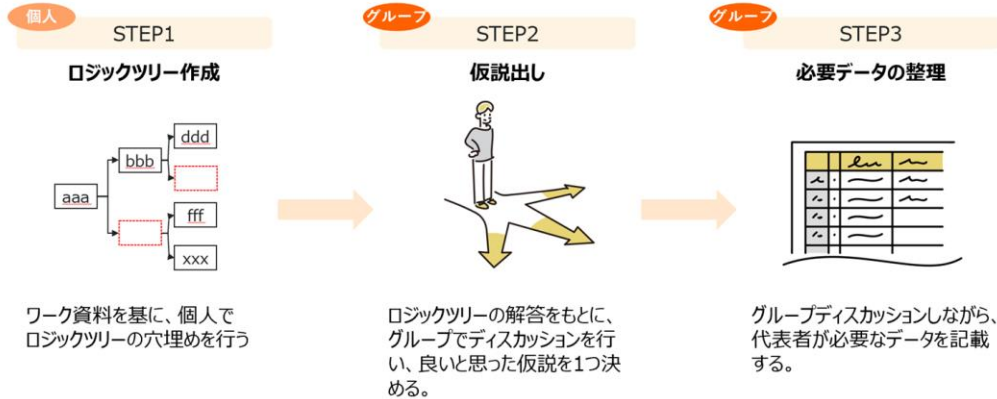 個人
STEP1
ロジックツリー作成
aaa
bbb
ddd
fff
xxx
ワーク資料を基に、個人で
ロジックツリーの穴埋めを行う
グループ
STEP2
仮説出し
ロジックツリーの解答をもとに、
グループでディスカッションを行
い、良いと思った仮説を1つ決
める。
グループ
STEP3
必要データの整理
グループディスカッションしながら、
代表者が必要なデータを記載
する。